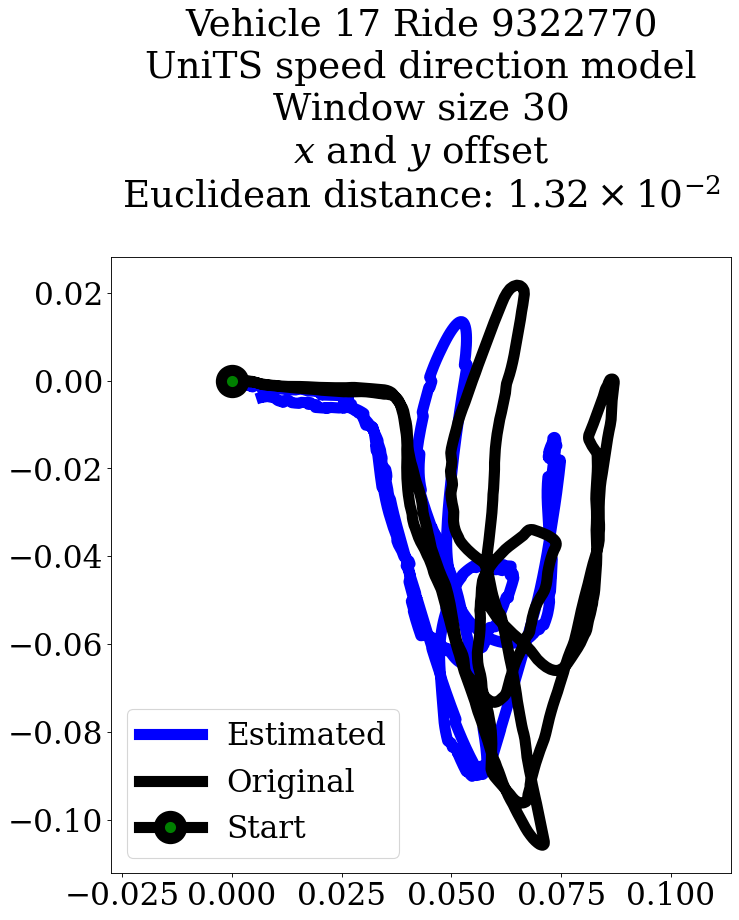 Vehicle 17 Ride 9322770
UniTS speed direction model
Window size 30
x and y offset
Euclidean distance: 1.32 × 10⁻²
0.02
0.00
−0.02
−0.04
−0.06
−0.08
−0.10
Estimated
Original
Start
−0.025 0.000 0.025 0.050 0.075 0.100